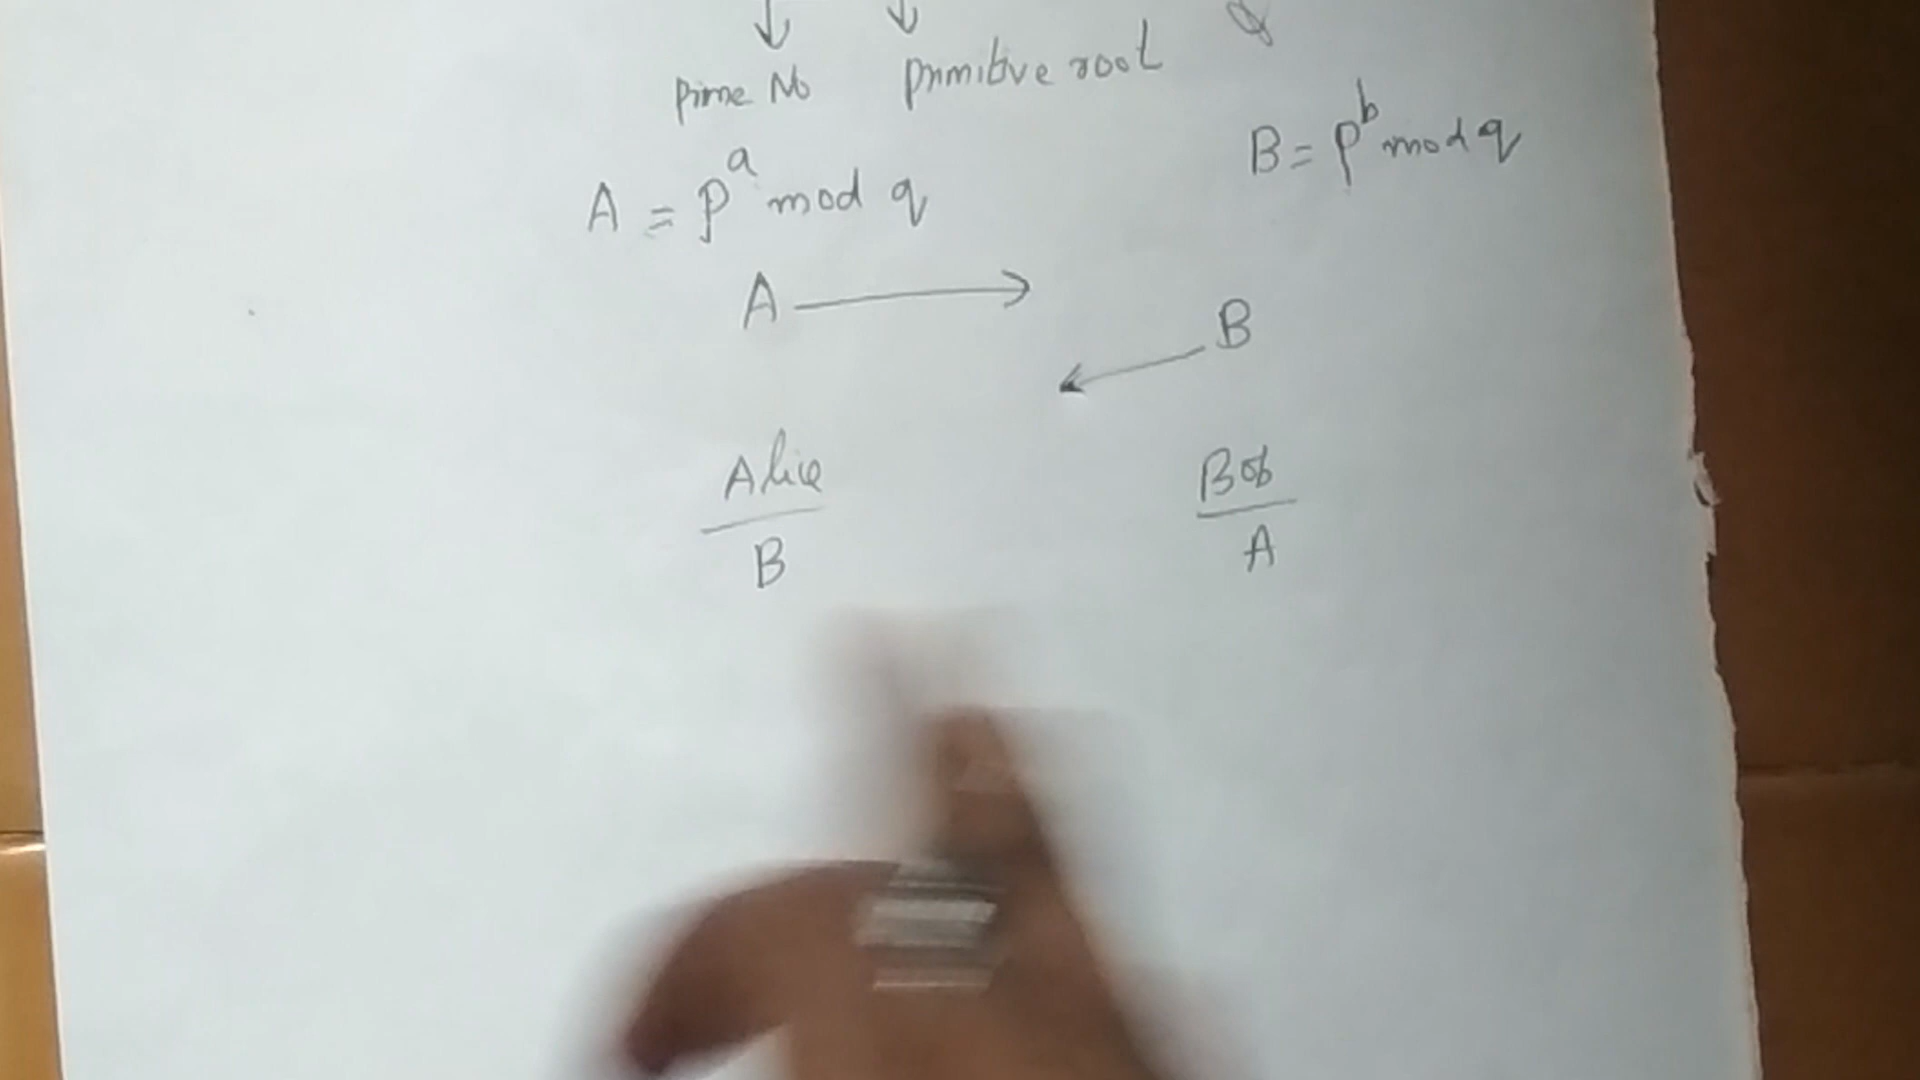 Prime No primitive root
A = p^a mod q
B = p^b mod q
A
B
Alice Bob
B A